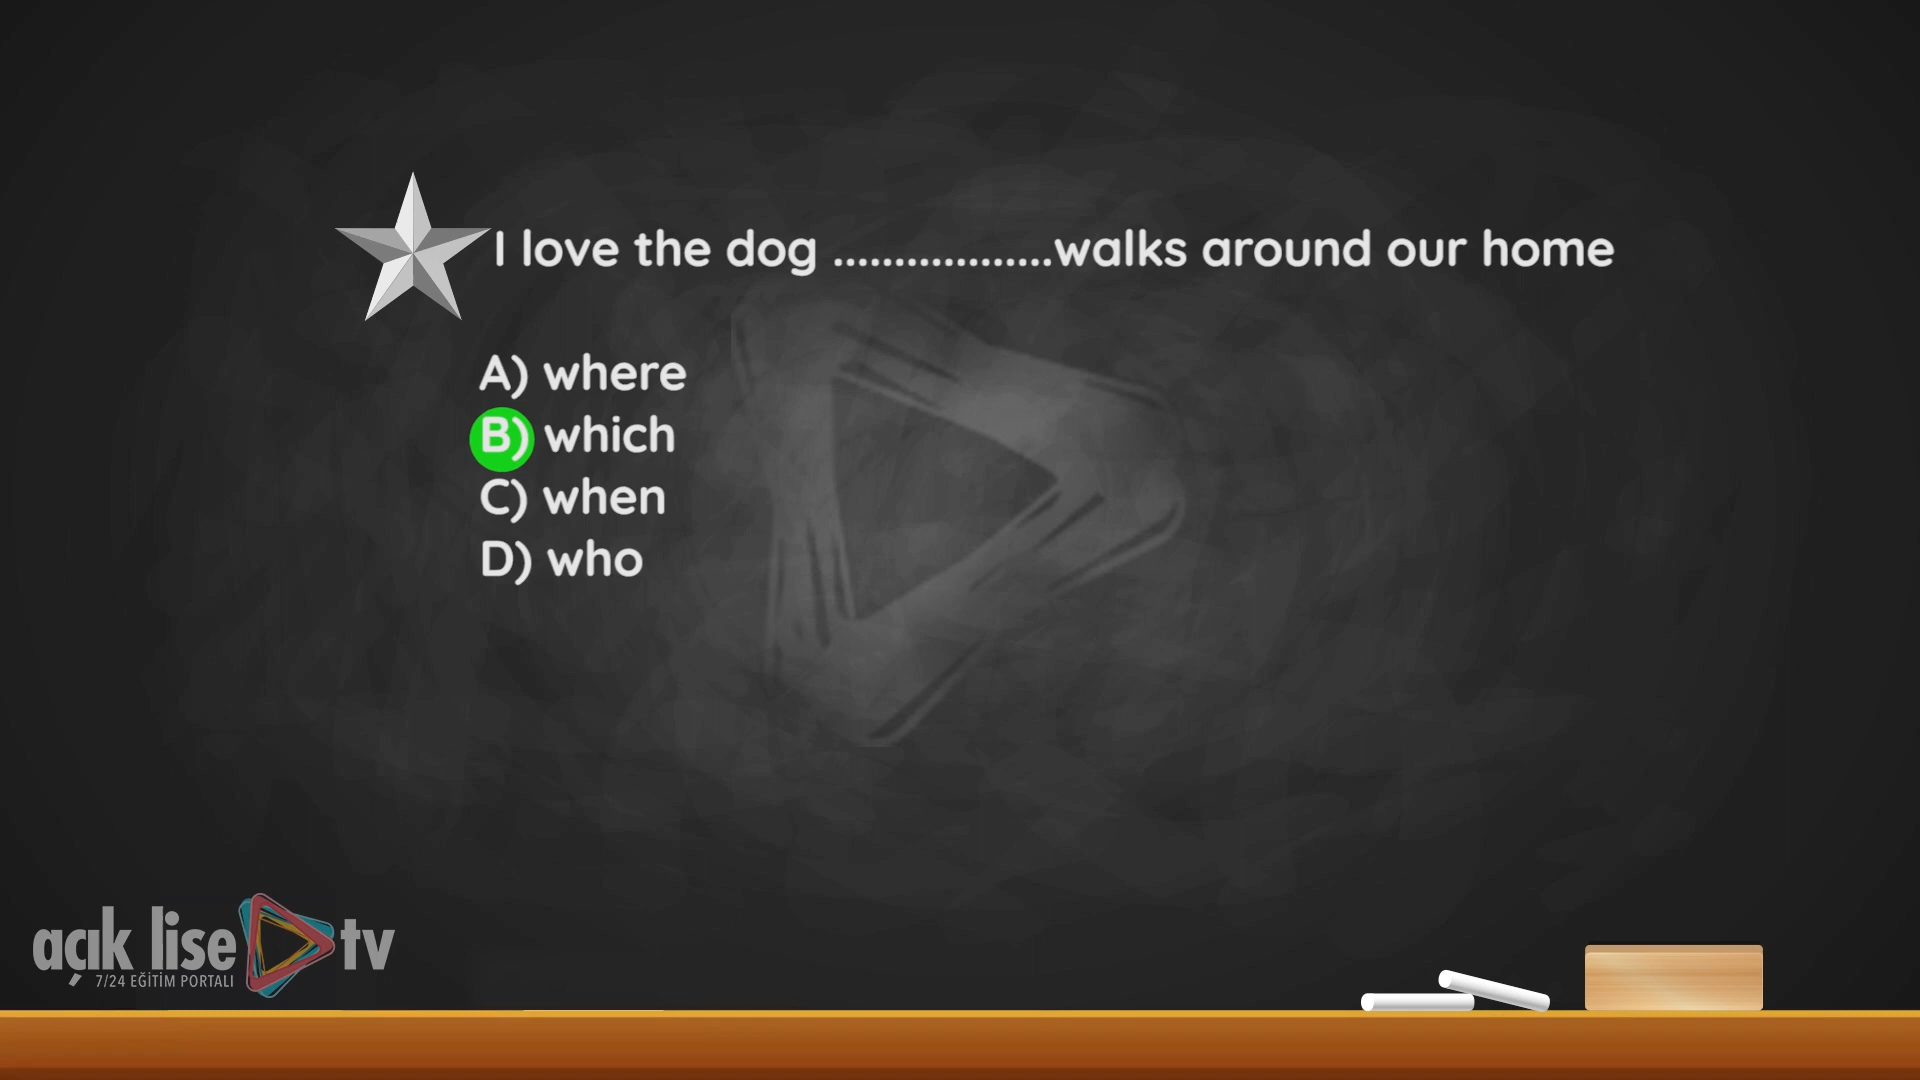 I love the dog ..................walks around our home
A) where
B) which
C) when
D) who
açık lise tv
7/24 EĞİTİM PORTALI